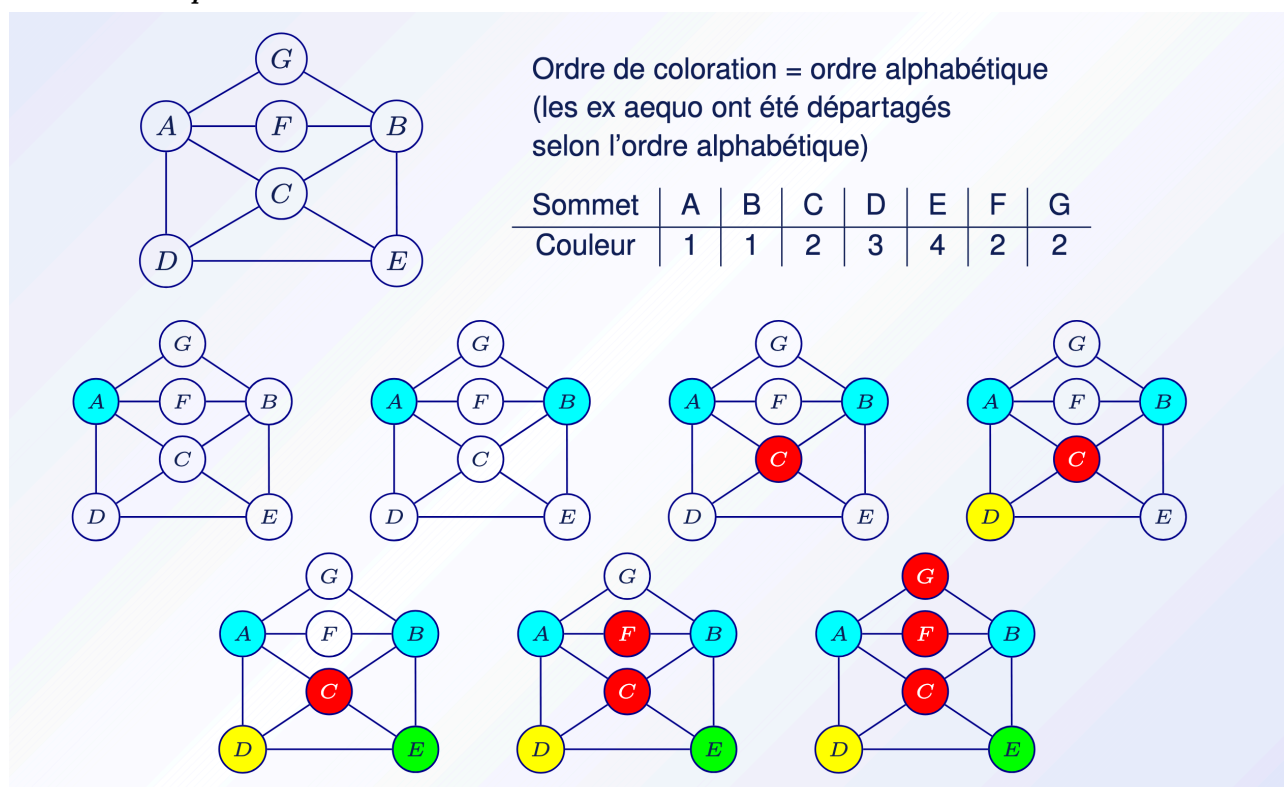 G
Ordre de coloration = ordre alphabétique
(les ex aequo ont été départagés
selon l'ordre alphabétique)
A F B
C
D E
Sommet A B C D E F G
Couleur 1 1 2 3 4 2 2
G G G G
A F B A F B A F B A F B
C C C C
D E D E D E D E
G G G
A F B A F B A F B
C C C
D E D E D E